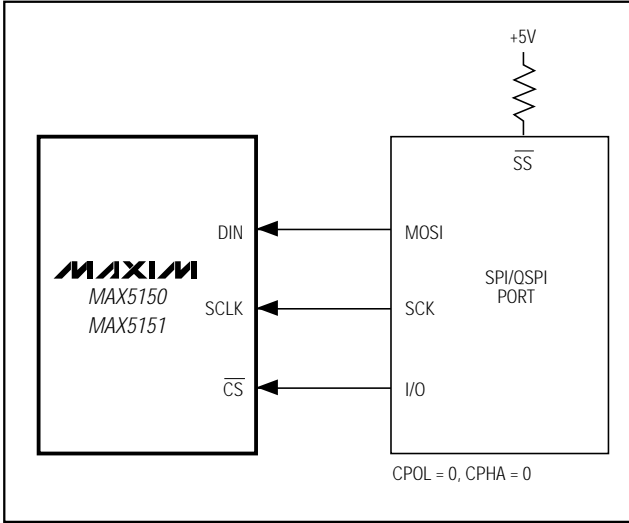 +5V
SS
DIN
MOSI
MAXIM
MAX5150
MAX5151
SPI/QSPI
PORT
SCLK
SCK
CS
I/O
CPOL = 0, CPHA = 0